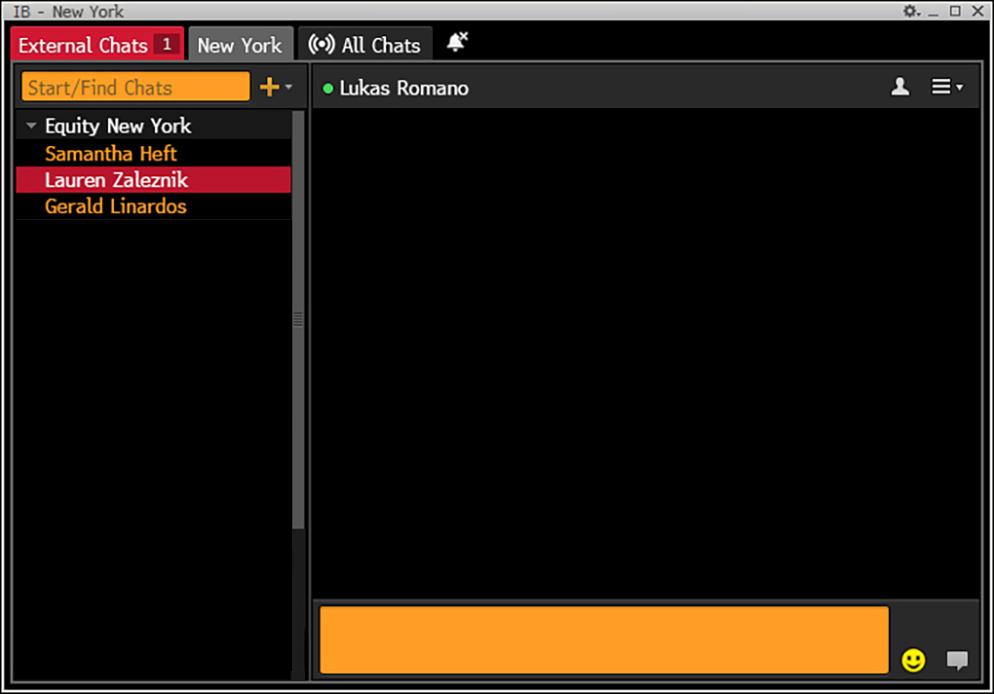 IB - New York
External Chats 1 New York All Chats
Start/Find Chats
Lukas Romano
Equity New York
Samantha Heft
Lauren Zaleznik
Gerald Linardos